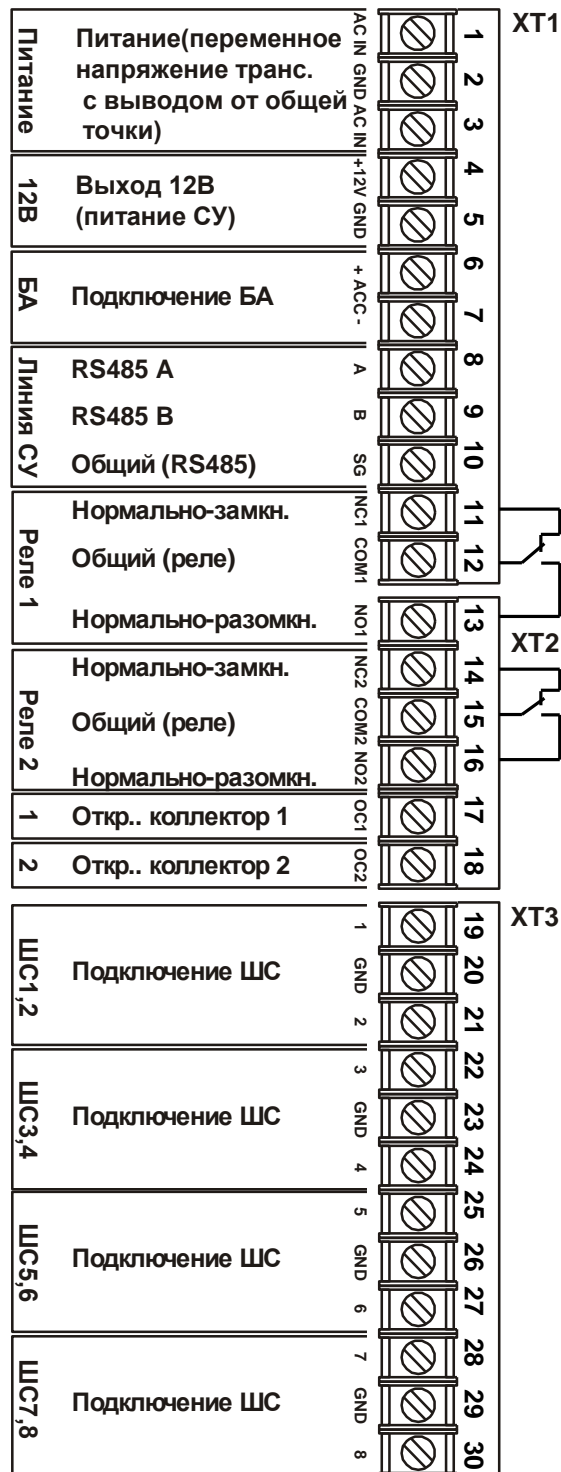 XT1
Питание
Питание(переменное
напряжение транс.
с выводом от общей
точки)
AC IN GND AC IN
1
2
3
12В
Выход 12В
(питание СУ)
+12V GND
4
5
БА
Подключение БА
+ ACC -
6
7
Линия СУ
RS485 A
A
8
RS485 B
B
9
Общий (RS485)
SG
10
Реле 1
Нормально-замкн.
NC1
11
Общий (реле)
COM1
12
Нормально-разомкн.
NO1
13
XT2
Реле 2
Нормально-замкн.
NC2
14
Общий (реле)
COM2
15
Нормально-разомкн.
NO2
16
1
Откр.. коллектор 1
OC1
17
2
Откр.. коллектор 2
OC2
18
XT3
ШС1,2
Подключение ШС
1
GND
2
19
20
21
ШС3,4
Подключение ШС
3
GND
4
22
23
24
ШС5,6
Подключение ШС
5
GND
6
25
26
27
ШС7,8
Подключение ШС
7
GND
8
28
29
30